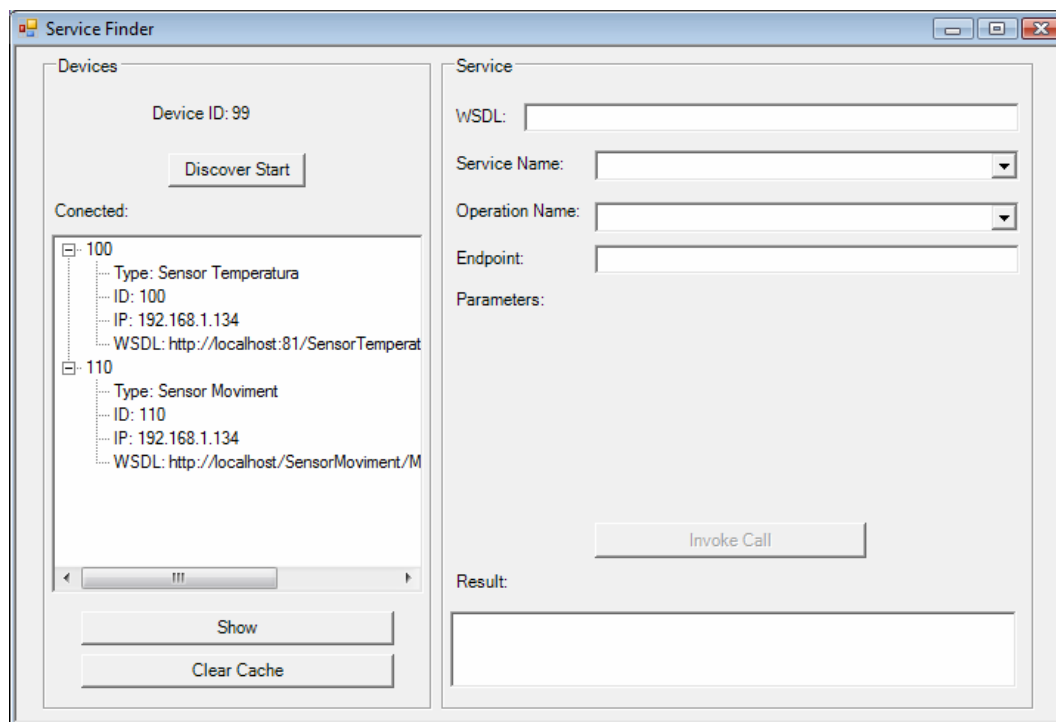 Service Finder
Devices
Device ID: 99
Discover Start
Conected:
100
Type: Sensor Temperatura
ID: 100
IP: 192.168.1.134
WSDL: http://localhost:81/SensorTemperat
110
Type: Sensor Moviment
ID: 110
IP: 192.168.1.134
WSDL: http://localhost/SensorMoviment/M
Show
Clear Cache
Service
WSDL:
Service Name:
Operation Name:
Endpoint:
Parameters:
Invoke Call
Result: